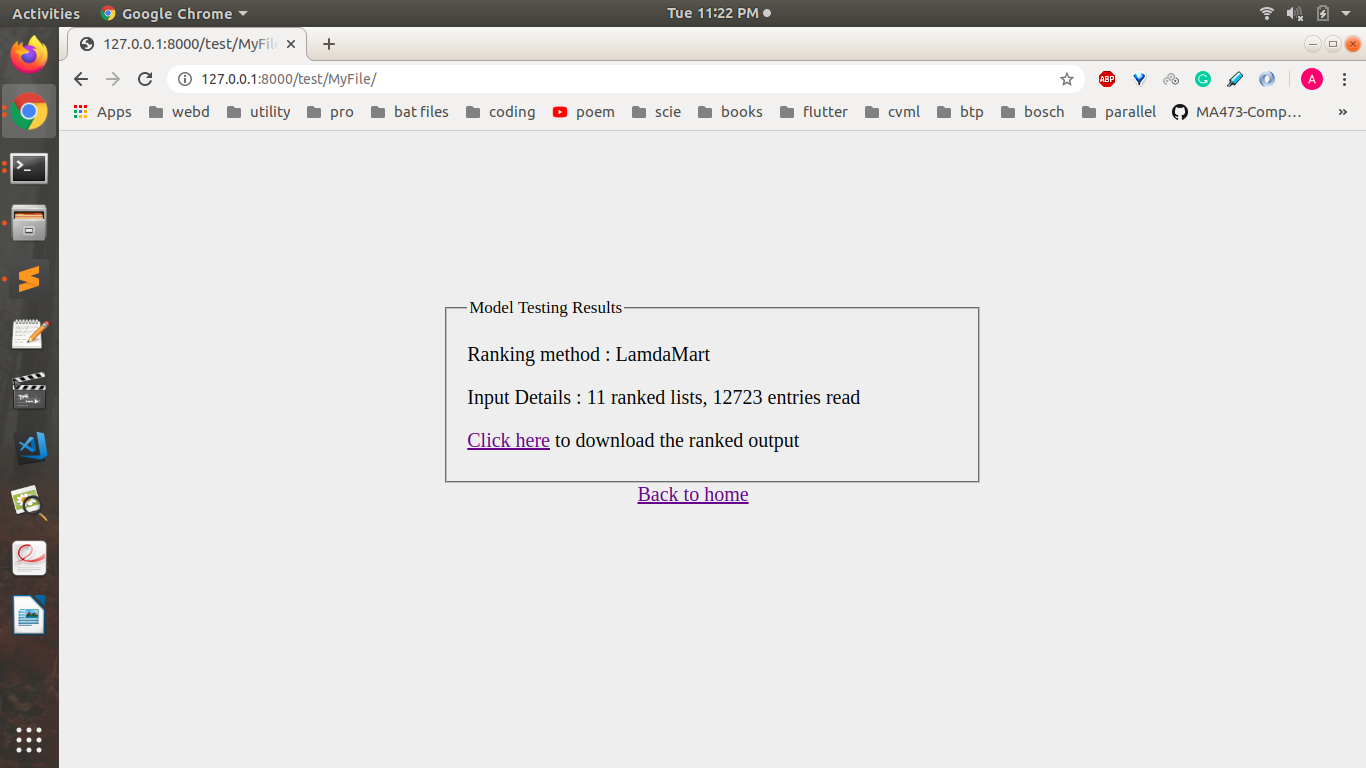 Activities
Google Chrome
Tue 11:22 PM
127.0.0.1:8000/test/MyFile
127.0.0.1:8000/test/MyFile/
ABP
A
Apps
webd
utility
pro
bat files
coding
poem
scie
books
flutter
cvml
btp
bosch
parallel
MA473-Comp…
»
Model Testing Results
Ranking method : LamdaMart
Input Details : 11 ranked lists, 12723 entries read
Click here to download the ranked output
Back to home